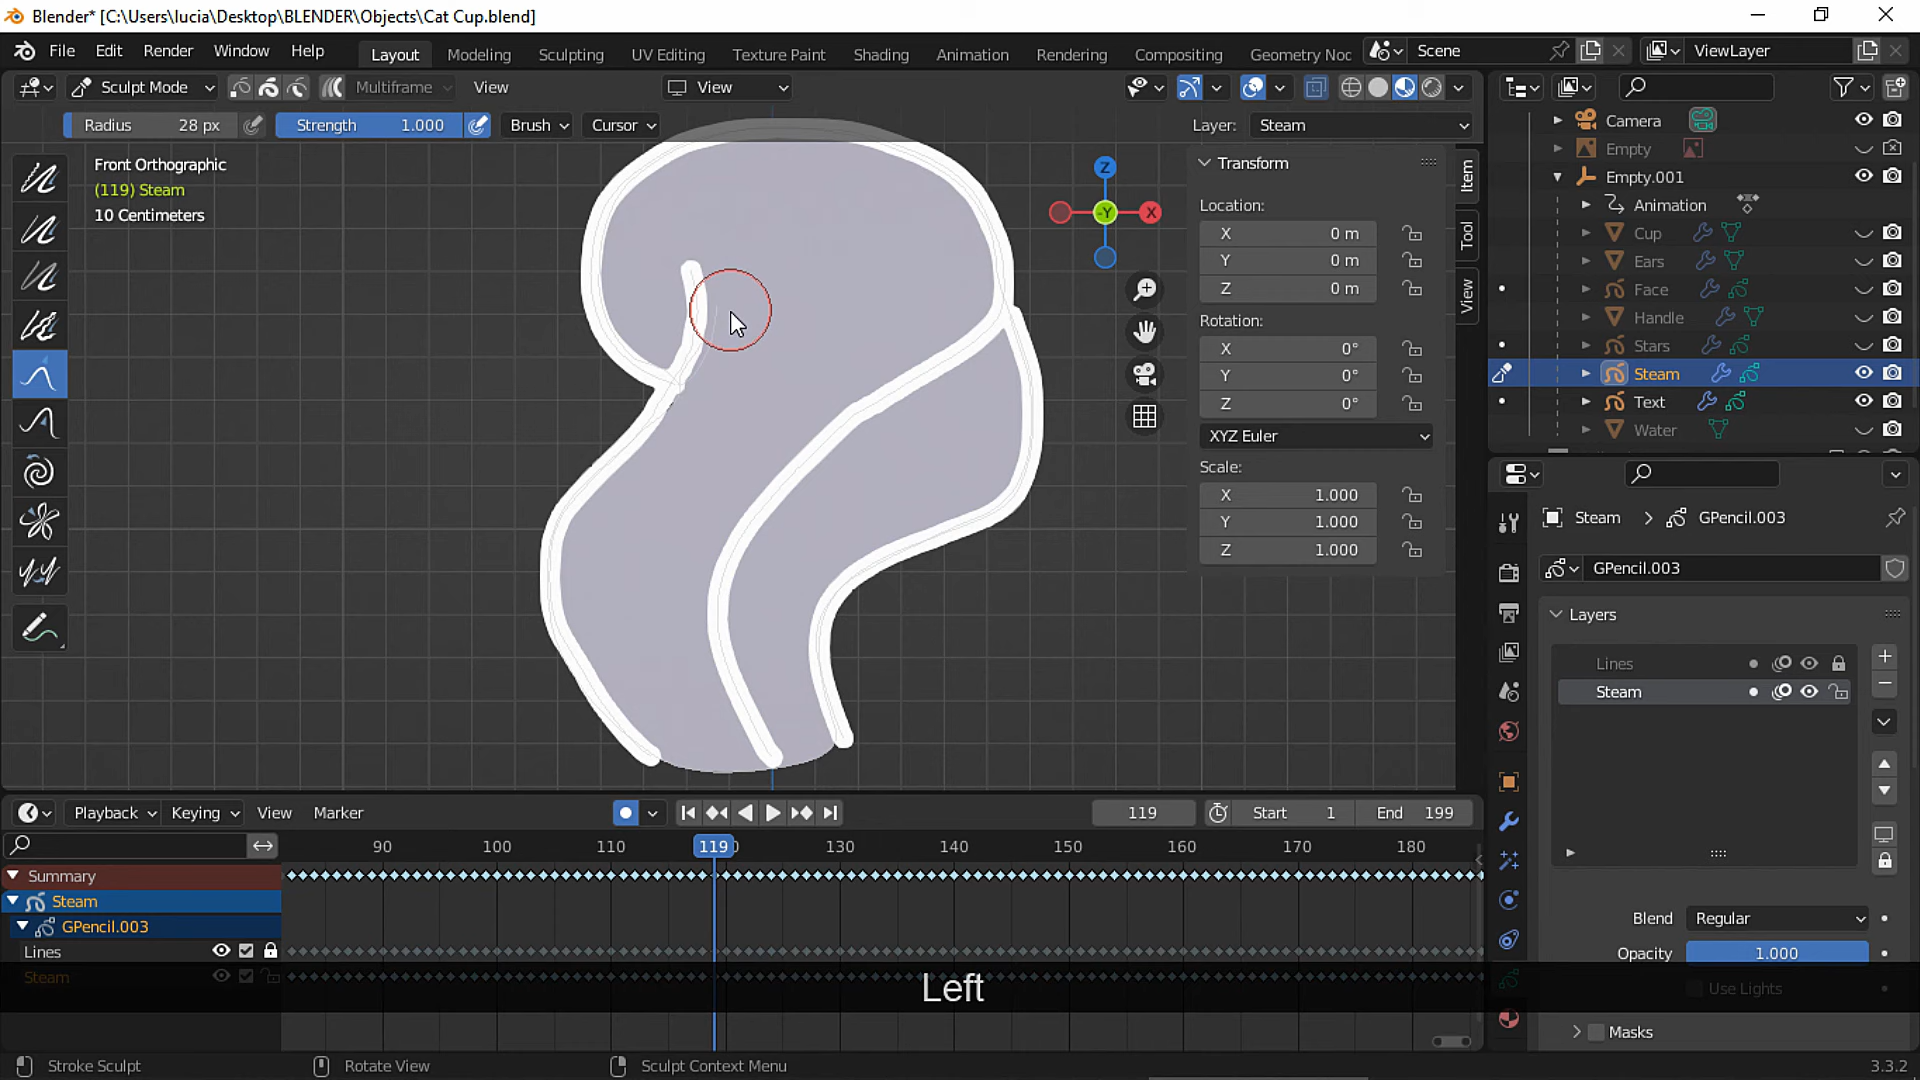 Blender* [C:\Users\lucia\Desktop\BLENDER\Objects\Cat Cup.blend]
File Edit Render Window Help Layout Modeling Sculpting UV Editing Texture Paint Shading Animation Rendering Compositing Geometry Noc Scene ViewLayer
Sculpt Mode Multiframe View View
Radius 28 px Strength 1.000 Brush Cursor Layer: Steam
Front Orthographic
(119) Steam
10 Centimeters
Z
-Y
X
Transform
Location:
X 0 m
Y 0 m
Z 0 m
Rotation:
X 0°
Y 0°
Z 0°
XYZ Euler
Scale:
X 1.000
Y 1.000
Z 1.000
Item
Tool
View
Camera
Empty
Empty.001
Animation
Cup
Ears
Face
Handle
Stars
Steam
Text
Water
Steam GPencil.003
GPencil.003
Layers
Lines
Steam
Blend Regular
Opacity 1.000
Use Lights
Masks
Playback Keying View Marker 119 Start 1 End 199
90 100 110 119 130 140 150 160 170 180
Summary
Steam
GPencil.003
Lines
Steam
Left
Stroke Sculpt Rotate View Sculpt Context Menu 3.3.2